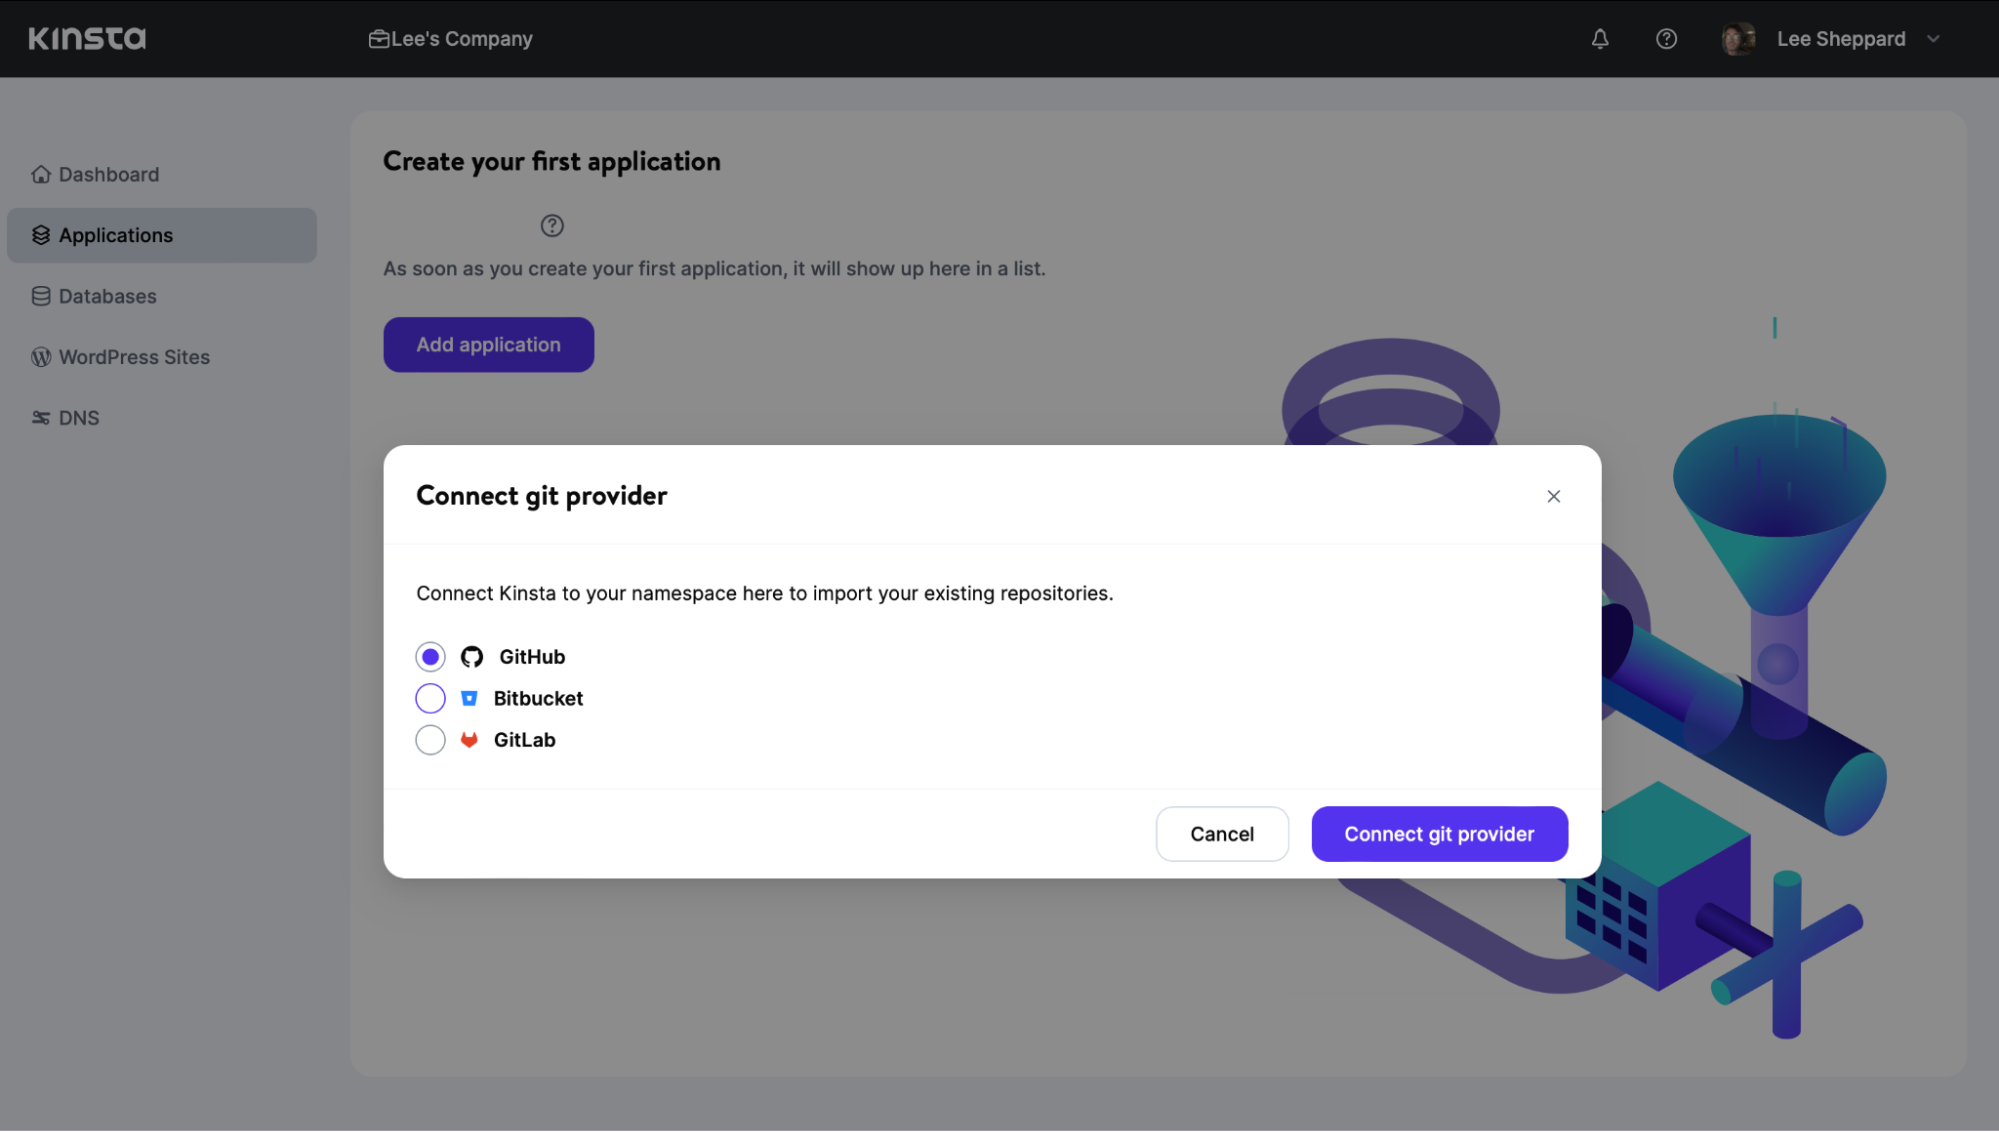 Kinsta
Lee's Company
Lee Sheppard
Dashboard
Applications
Databases
WordPress Sites
DNS
Create your first application
As soon as you create your first application, it will show up here in a list.
Add application
Connect git provider
Connect Kinsta to your namespace here to import your existing repositories.
GitHub
Bitbucket
GitLab
Cancel
Connect git provider